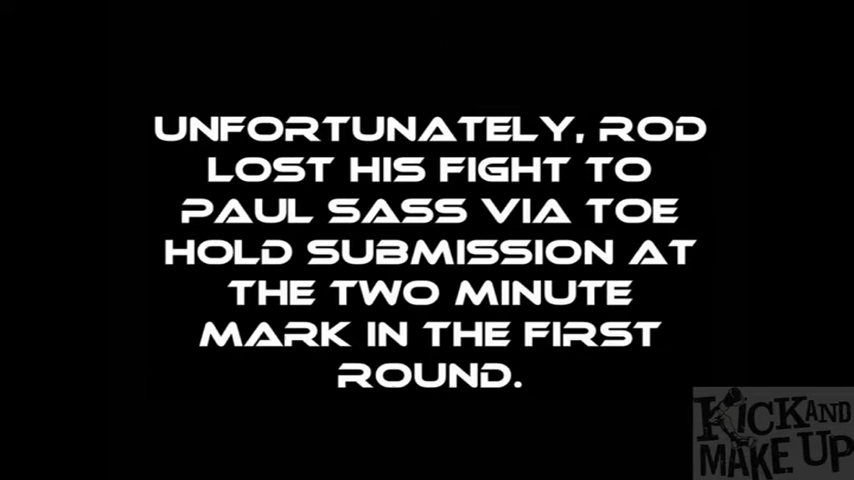 UNFORTUNATELY, ROD
LOST HIS FIGHT TO
PAUL SASS VIA TOE
HOLD SUBMISSION AT
THE TWO MINUTE
MARK IN THE FIRST
ROUND.
KICK AND
MAKE UP